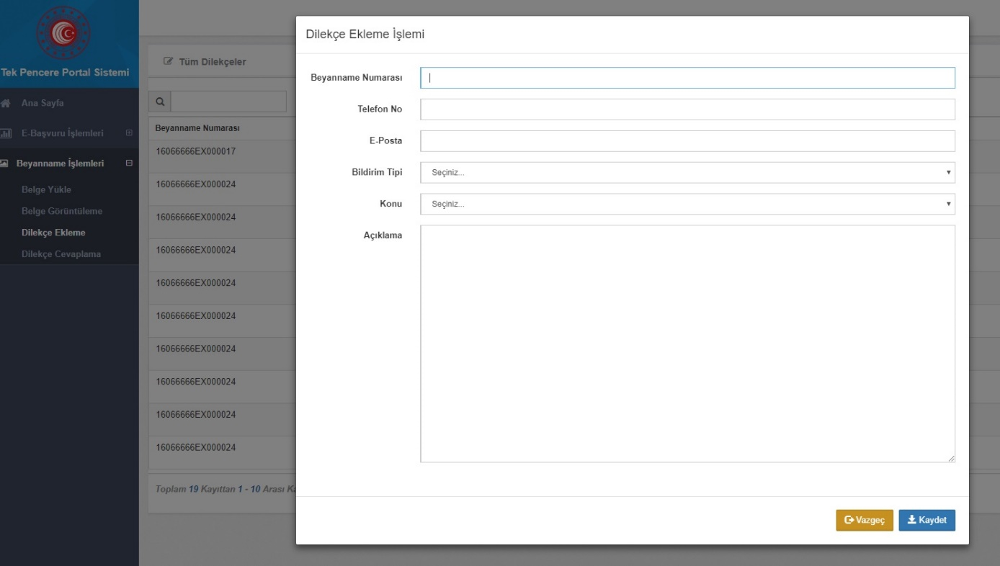 Tek Pencere Portal Sistemi
Ana Sayfa
E-Başvuru İşlemleri
Beyanname İşlemleri
Belge Yükle
Belge Görüntüleme
Dilekçe Ekleme
Dilekçe Cevaplama
Tüm Dilekçeler
Beyanname Numarası
16066666EX000017
16066666EX000024
16066666EX000024
16066666EX000024
16066666EX000024
16066666EX000024
16066666EX000024
16066666EX000024
16066666EX000024
16066666EX000024
Toplam 19 Kayıttan 1 - 10 Arası Ka
Dilekçe Ekleme İşlemi
Beyanname Numarası
Telefon No
E-Posta
Bildirim Tipi Seçiniz...
Konu Seçiniz...
Açıklama
Vazgeç Kaydet